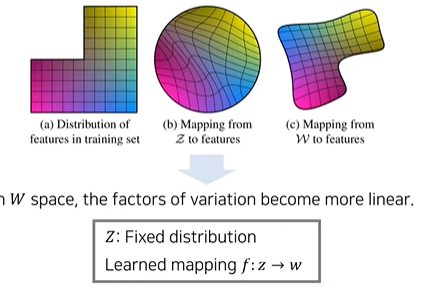 (a) Distribution of
features in training set
(b) Mapping from
𝒵 to features
(c) Mapping from
𝒲 to features
n W space, the factors of variation become more linear.
Z: Fixed distribution
Learned mapping f: z → w